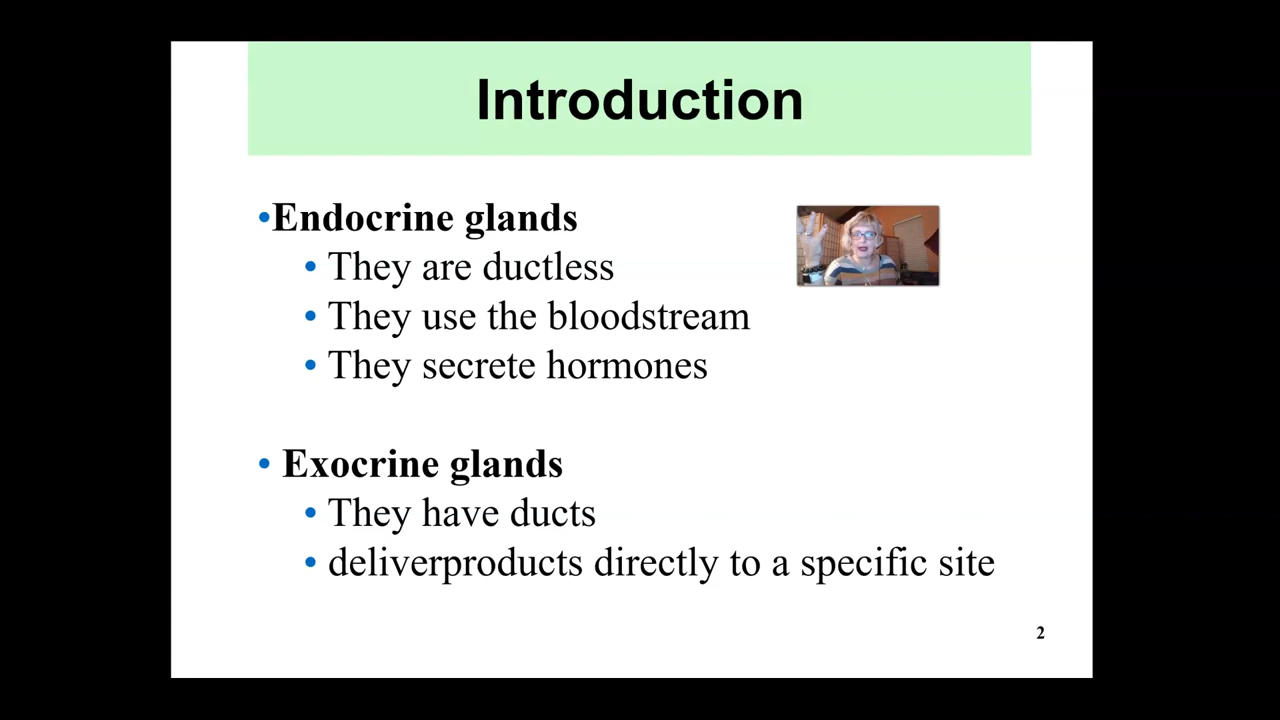 Introduction
•Endocrine glands
• They are ductless
• They use the bloodstream
• They secrete hormones
• Exocrine glands
• They have ducts
• deliverproducts directly to a specific site
2